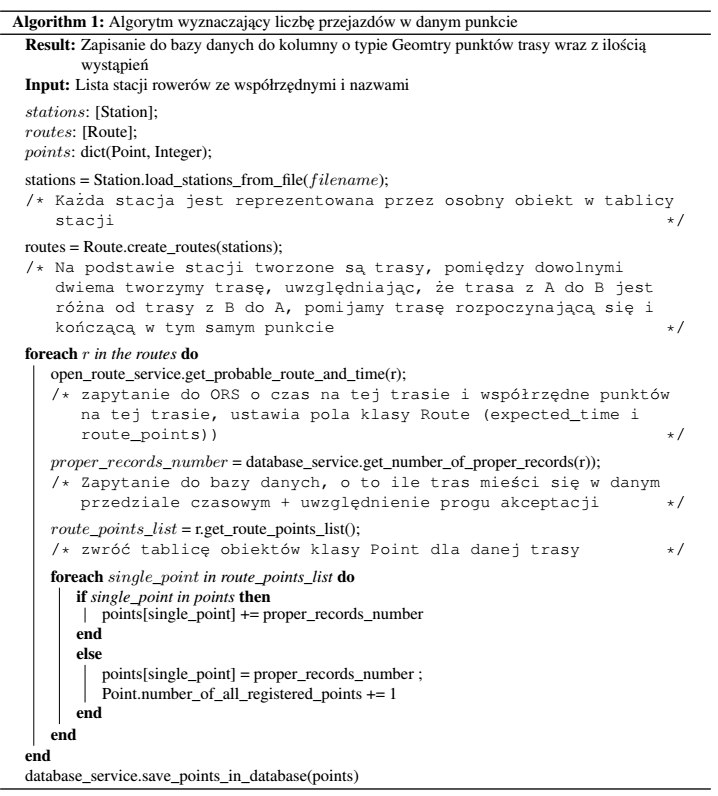 Algorithm 1: Algorytm wyznaczający liczbę przejazdów w danym punkcie
Result: Zapisanie do bazy danych do kolumny o typie Geomtry punktów trasy wraz z ilością
wystąpień
Input: Lista stacji rowerów ze współrzędnymi i nazwami
stations: [Station];
routes: [Route];
points: dict(Point, Integer);
stations = Station.load_stations_from_file(filename);
/* Każda stacja jest reprezentowana przez osobny obiekt w tablicy
stacji */
routes = Route.create_routes(stations);
/* Na podstawie stacji tworzone są trasy, pomiędzy dowolnymi
dwiema tworzymy trasę, uwzględniając, że trasa z A do B jest
różna od trasy z B do A, pomijamy trasę rozpoczynającą się i
kończącą w tym samym punkcie */
foreach r in the routes do
open_route_service.get_probable_route_and_time(r);
/* zapytanie do ORS o czas na tej trasie i współrzędne punktów
na tej trasie, ustawia pola klasy Route (expected_time i
route_points)) */
proper_records_number = database_service.get_number_of_proper_records(r));
/* Zapytanie do bazy danych, o to ile tras mieści się w danym
przedziale czasowym + uwzględnienie progu akceptacji */
route_points_list = r.get_route_points_list();
/* zwróć tablicę obiektów klasy Point dla danej trasy */
foreach single_point in route_points_list do
if single_point in points then
points[single_point] += proper_records_number
end
else
points[single_point] = proper_records_number ;
Point.number_of_all_registered_points += 1
end
end
end
database_service.save_points_in_database(points)